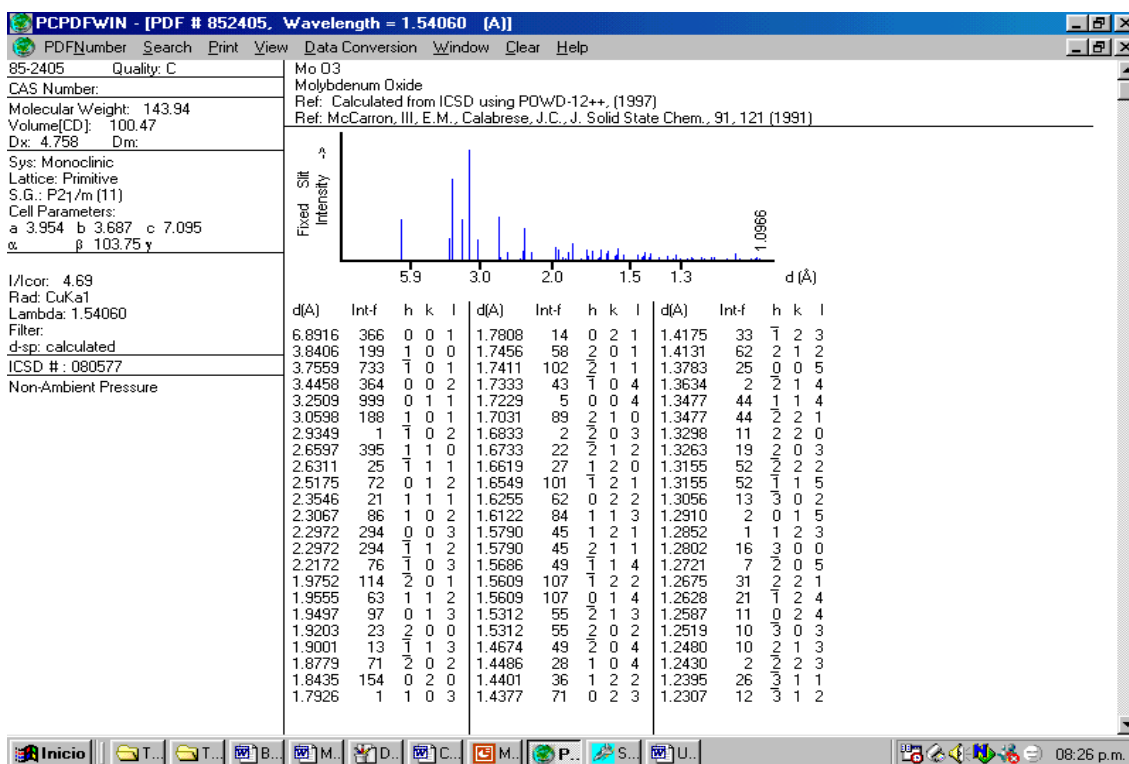 PCPDFWIN - [PDF # 852405, Wavelength = 1.54060 (A)]
PDFNumber Search Print View Data Conversion Window Clear Help
85-2405 Quality: C
CAS Number:
Molecular Weight: 143.94
Volume[CD]: 100.47
Dx: 4.758 Dm:
Sys: Monoclinic
Lattice: Primitive
S.G.: P21/m (11)
Cell Parameters:
a 3.954 b 3.687 c 7.095
α β 103.75 γ
I/Icor: 4.69
Rad: CuKa1
Lambda: 1.54060
Filter:
d-sp: calculated
ICSD # : 080577
Non-Ambient Pressure
Mo O3
Molybdenum Oxide
Ref: Calculated from ICSD using POWD-12++, (1997)
Ref: McCarron, III, E.M., Calabrese, J.C., J. Solid State Chem., 91, 121 (1991)
Fixed Slit
Intensity ->
1.0966
5.9 3.0 2.0 1.5 1.3 d (Å)
d(A) Int-f h k l d(A) Int-f h k l d(A) Int-f h k l
6.8916 366 0 0 1 1.7808 14 0 2 1 1.4175 33 1̅ 2 3
3.8406 199 1 0 0 1.7456 58 2 0 1 1.4131 62 2 1 2
3.7559 733 1̅ 0 1 1.7411 102 2̅ 1 1 1.3783 25 0 0 5
3.4458 364 0 0 2 1.7333 43 1̅ 0 4 1.3634 2 2̅ 1 4
3.2509 999 0 1 1 1.7229 5 0 0 4 1.3477 44 1 1 4
3.0598 188 1 0 1 1.7031 89 2 1 0 1.3477 44 2̅ 2 1
2.9349 1 1̅ 0 2 1.6833 2 2̅ 0 3 1.3298 11 2 2 0
2.6597 395 1 1 0 1.6733 22 2̅ 1 2 1.3263 19 2 0 3
2.6311 25 1̅ 1 1 1.6619 27 1 2 0 1.3155 52 2̅ 2 2
2.5175 72 0 1 2 1.6549 101 1̅ 2 1 1.3155 52 1̅ 1 5
2.3546 21 1 1 1 1.6255 62 0 2 2 1.3056 13 3̅ 0 2
2.3067 86 1 0 2 1.6122 84 1 1 3 1.2910 2 0 1 5
2.2972 294 0 0 3 1.5790 45 1 2 1 1.2852 1 1 2 3
2.2972 294 1̅ 1 2 1.5790 45 2 1 1 1.2802 16 3 0 0
2.2172 76 1̅ 0 3 1.5686 49 1̅ 1 4 1.2721 7 2̅ 0 5
1.9752 114 2̅ 0 1 1.5609 107 1̅ 2 2 1.2675 31 2 2 1
1.9555 63 1 1 2 1.5609 107 0 1 4 1.2628 21 1̅ 2 4
1.9497 97 0 1 3 1.5312 55 2̅ 1 3 1.2587 11 0 2 4
1.9203 23 2 0 0 1.5312 55 2 0 2 1.2519 10 3̅ 0 3
1.9001 13 1̅ 1 3 1.4674 49 2̅ 0 4 1.2480 10 2 1 3
1.8779 71 2̅ 0 2 1.4486 28 1 0 4 1.2430 2 2̅ 2 3
1.8435 154 0 2 0 1.4401 36 1 2 2 1.2395 26 3̅ 1 1
1.7926 1 1 0 3 1.4377 71 0 2 3 1.2307 12 3̅ 1 2
Inicio T... T... B... M... D... C... M... P... S... U... 08:26 p.m.